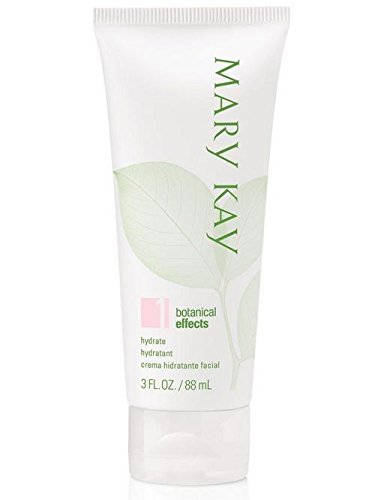 MARY KAY
1
botanical
effects
hydrate
hydratant
crema hidratante facial
3 FL.OZ. / 88 mL